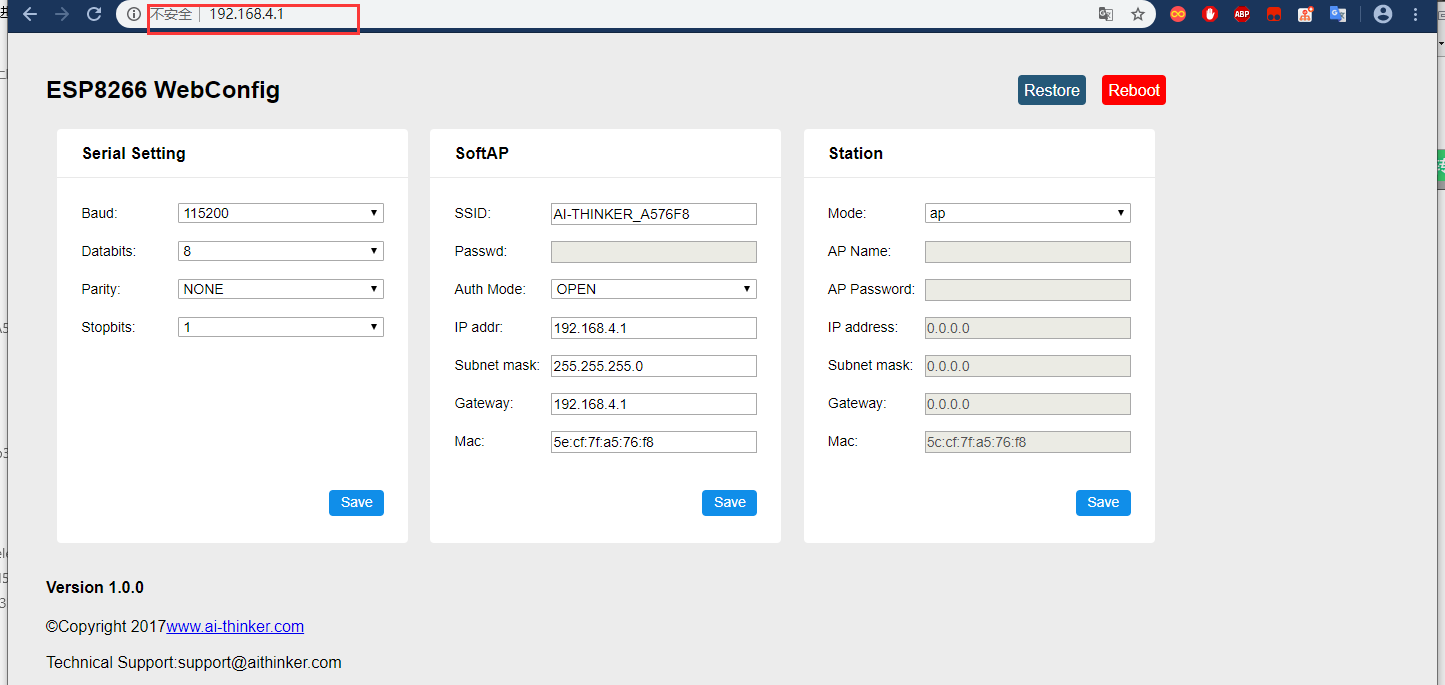 不安全 192.168.4.1
ABP
ESP8266 WebConfig
Restore Reboot
Serial Setting
Baud: 115200
Databits: 8
Parity: NONE
Stopbits: 1
Save
SoftAP
SSID: AI-THINKER_A576F8
Passwd:
Auth Mode: OPEN
IP addr: 192.168.4.1
Subnet mask: 255.255.255.0
Gateway: 192.168.4.1
Mac: 5e:cf:7f:a5:76:f8
Save
Station
Mode: ap
AP Name:
AP Password:
IP address: 0.0.0.0
Subnet mask: 0.0.0.0
Gateway: 0.0.0.0
Mac: 5c:cf:7f:a5:76:f8
Save
Version 1.0.0
©Copyright 2017www.ai-thinker.com
Technical Support:support@aithinker.com